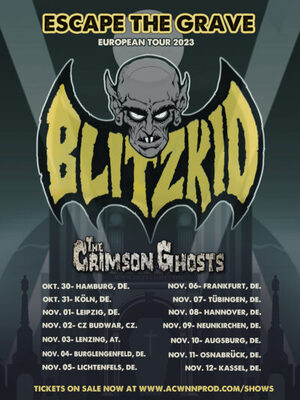 ESCAPE THE GRAVE
EUROPEAN TOUR 2023
BLITZKID
THE CRIMSON GHOSTS
OKT. 30- HAMBURG, DE.
OKT. 31- KÖLN, DE.
NOV. 01- LEIPZIG, DE.
NOV. 02- CZ BUDWAR, CZ.
NOV. 03- LENZING, AT.
NOV. 04- BURGLENGENFELD, DE.
NOV. 05- LICHTENFELS, DE.
NOV. 06- FRANKFURT, DE.
NOV. 07- TÜBINGEN, DE.
NOV. 08- HANNOVER, DE.
NOV. 09- NEUNKIRCHEN, DE.
NOV. 10- AUGSBURG, DE.
NOV. 11- OSNABRÜCK, DE.
NOV. 12- KASSEL, DE.
TICKETS ON SALE NOW AT WWW.ACWNNPROD.COM/SHOWS